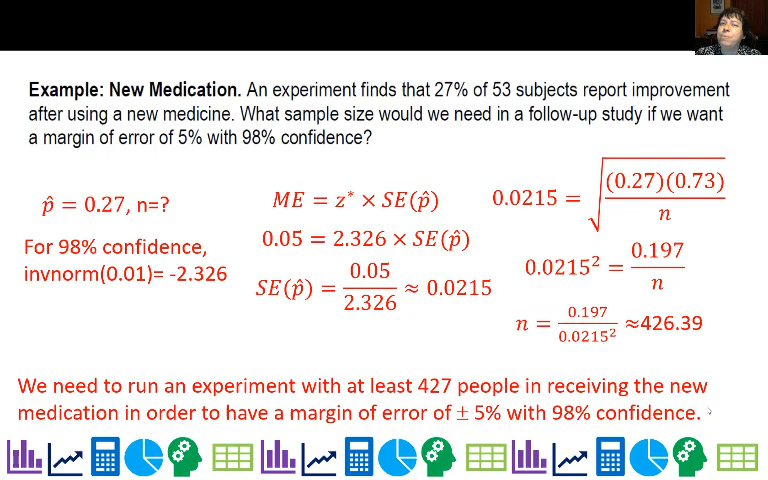 Example: New Medication. An experiment finds that 27% of 53 subjects report improvement
after using a new medicine. What sample size would we need in a follow-up study if we want
a margin of error of 5% with 98% confidence?
p̂ = 0.27, n=?
For 98% confidence,
invnorm(0.01)= -2.326
ME = z* × SE(p̂)
0.05 = 2.326 × SE(p̂)
SE(p̂) = 0.05/2.326 ≈ 0.0215
0.0215 = √((0.27)(0.73)/n)
0.0215² = 0.197/n
n = 0.197/0.0215² ≈426.39
We need to run an experiment with at least 427 people in receiving the new
medication in order to have a margin of error of ± 5% with 98% confidence.